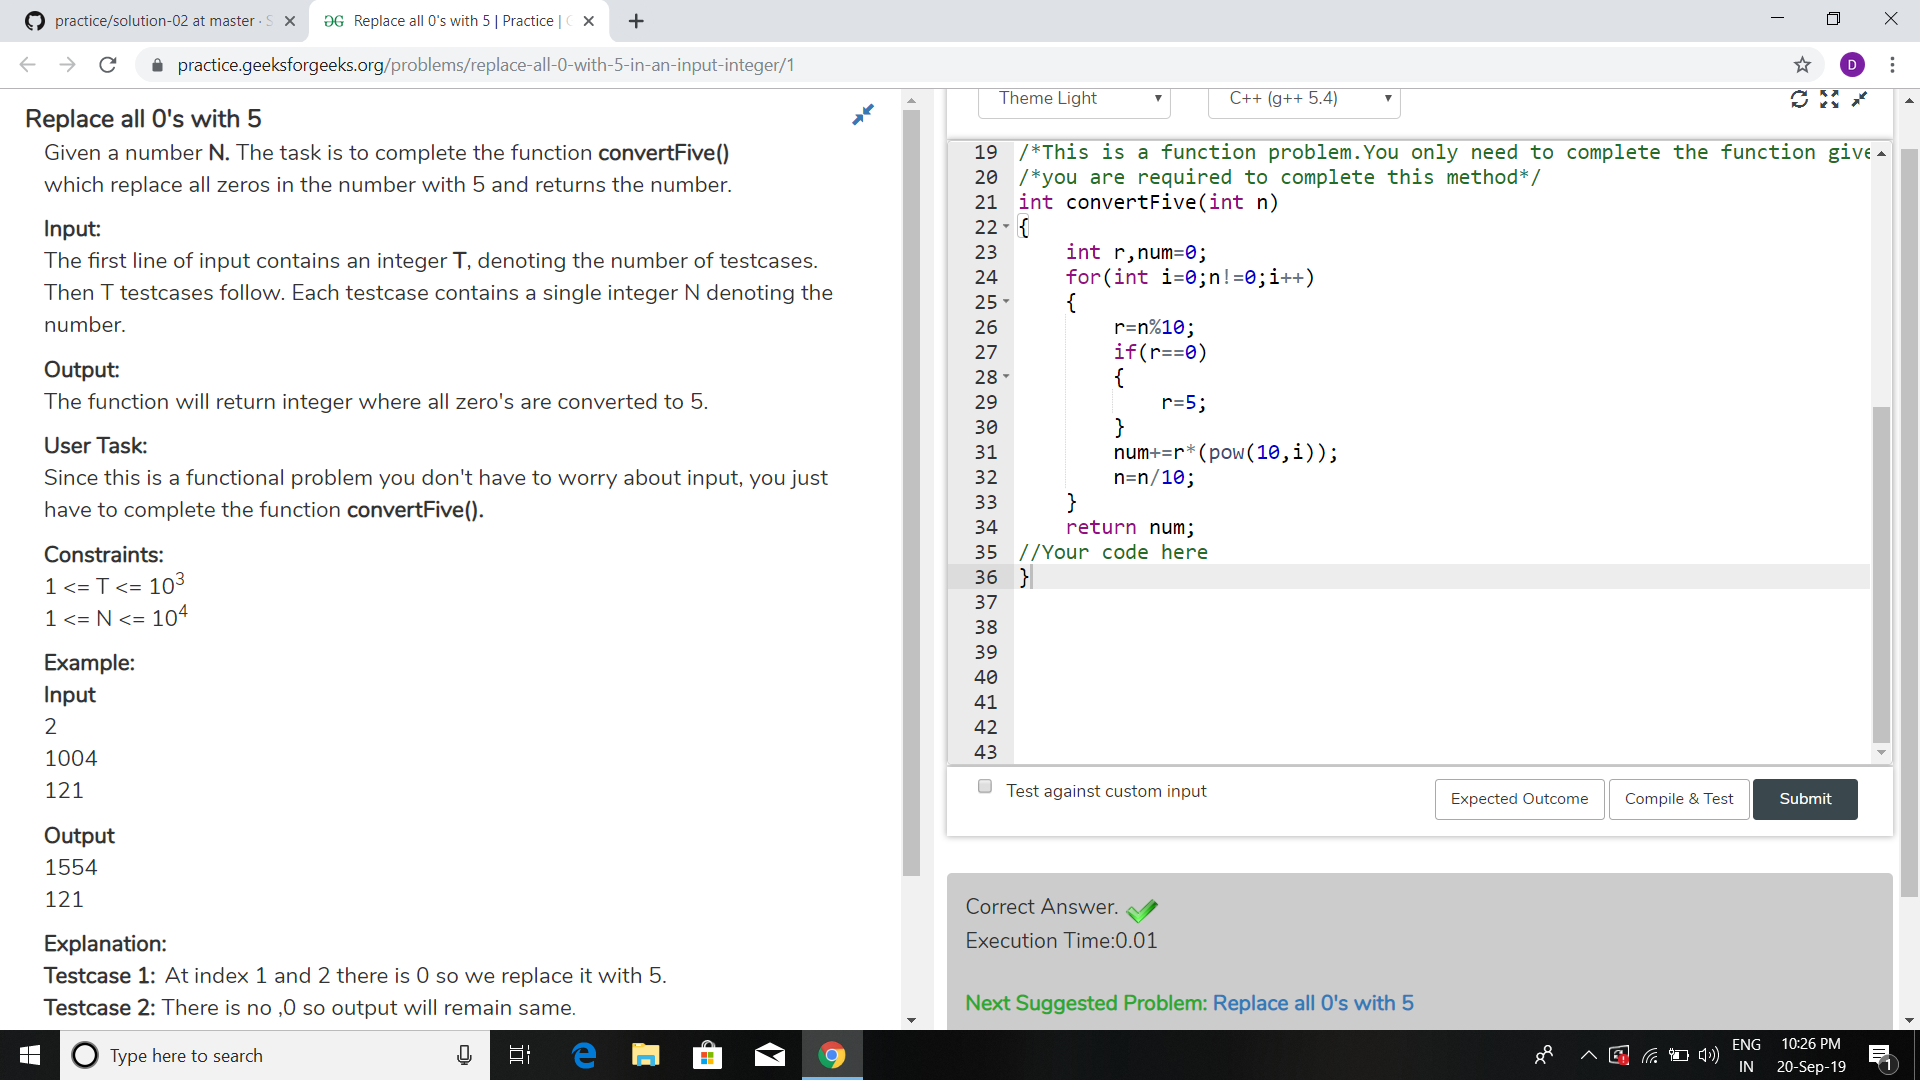 practice/solution-02 at master · S
Replace all 0's with 5 | Practice | G
practice.geeksforgeeks.org/problems/replace-all-0-with-5-in-an-input-integer/1
D
Replace all 0's with 5
Given a number N. The task is to complete the function convertFive()
which replace all zeros in the number with 5 and returns the number.
Input:
The first line of input contains an integer T, denoting the number of testcases.
Then T testcases follow. Each testcase contains a single integer N denoting the
number.
Output:
The function will return integer where all zero's are converted to 5.
User Task:
Since this is a functional problem you don't have to worry about input, you just
have to complete the function convertFive().
Constraints:
1 <= T <= 10³
1 <= N <= 10⁴
Example:
Input
2
1004
121
Output
1554
121
Explanation:
Testcase 1: At index 1 and 2 there is 0 so we replace it with 5.
Testcase 2: There is no ,0 so output will remain same.
Theme Light
C++ (g++ 5.4)
19 /*This is a function problem.You only need to complete the function give
20 /*you are required to complete this method*/
21 int convertFive(int n)
22 {
23 int r,num=0;
24 for(int i=0;n!=0;i++)
25 {
26 r=n%10;
27 if(r==0)
28 {
29 r=5;
30 }
31 num+=r*(pow(10,i));
32 n=n/10;
33 }
34 return num;
35 //Your code here
36 }
37
38
39
40
41
42
43
Test against custom input
Expected Outcome
Compile & Test
Submit
Correct Answer.
Execution Time:0.01
Next Suggested Problem: Replace all 0's with 5
Type here to search
ENG
IN
10:26 PM
20-Sep-19
1